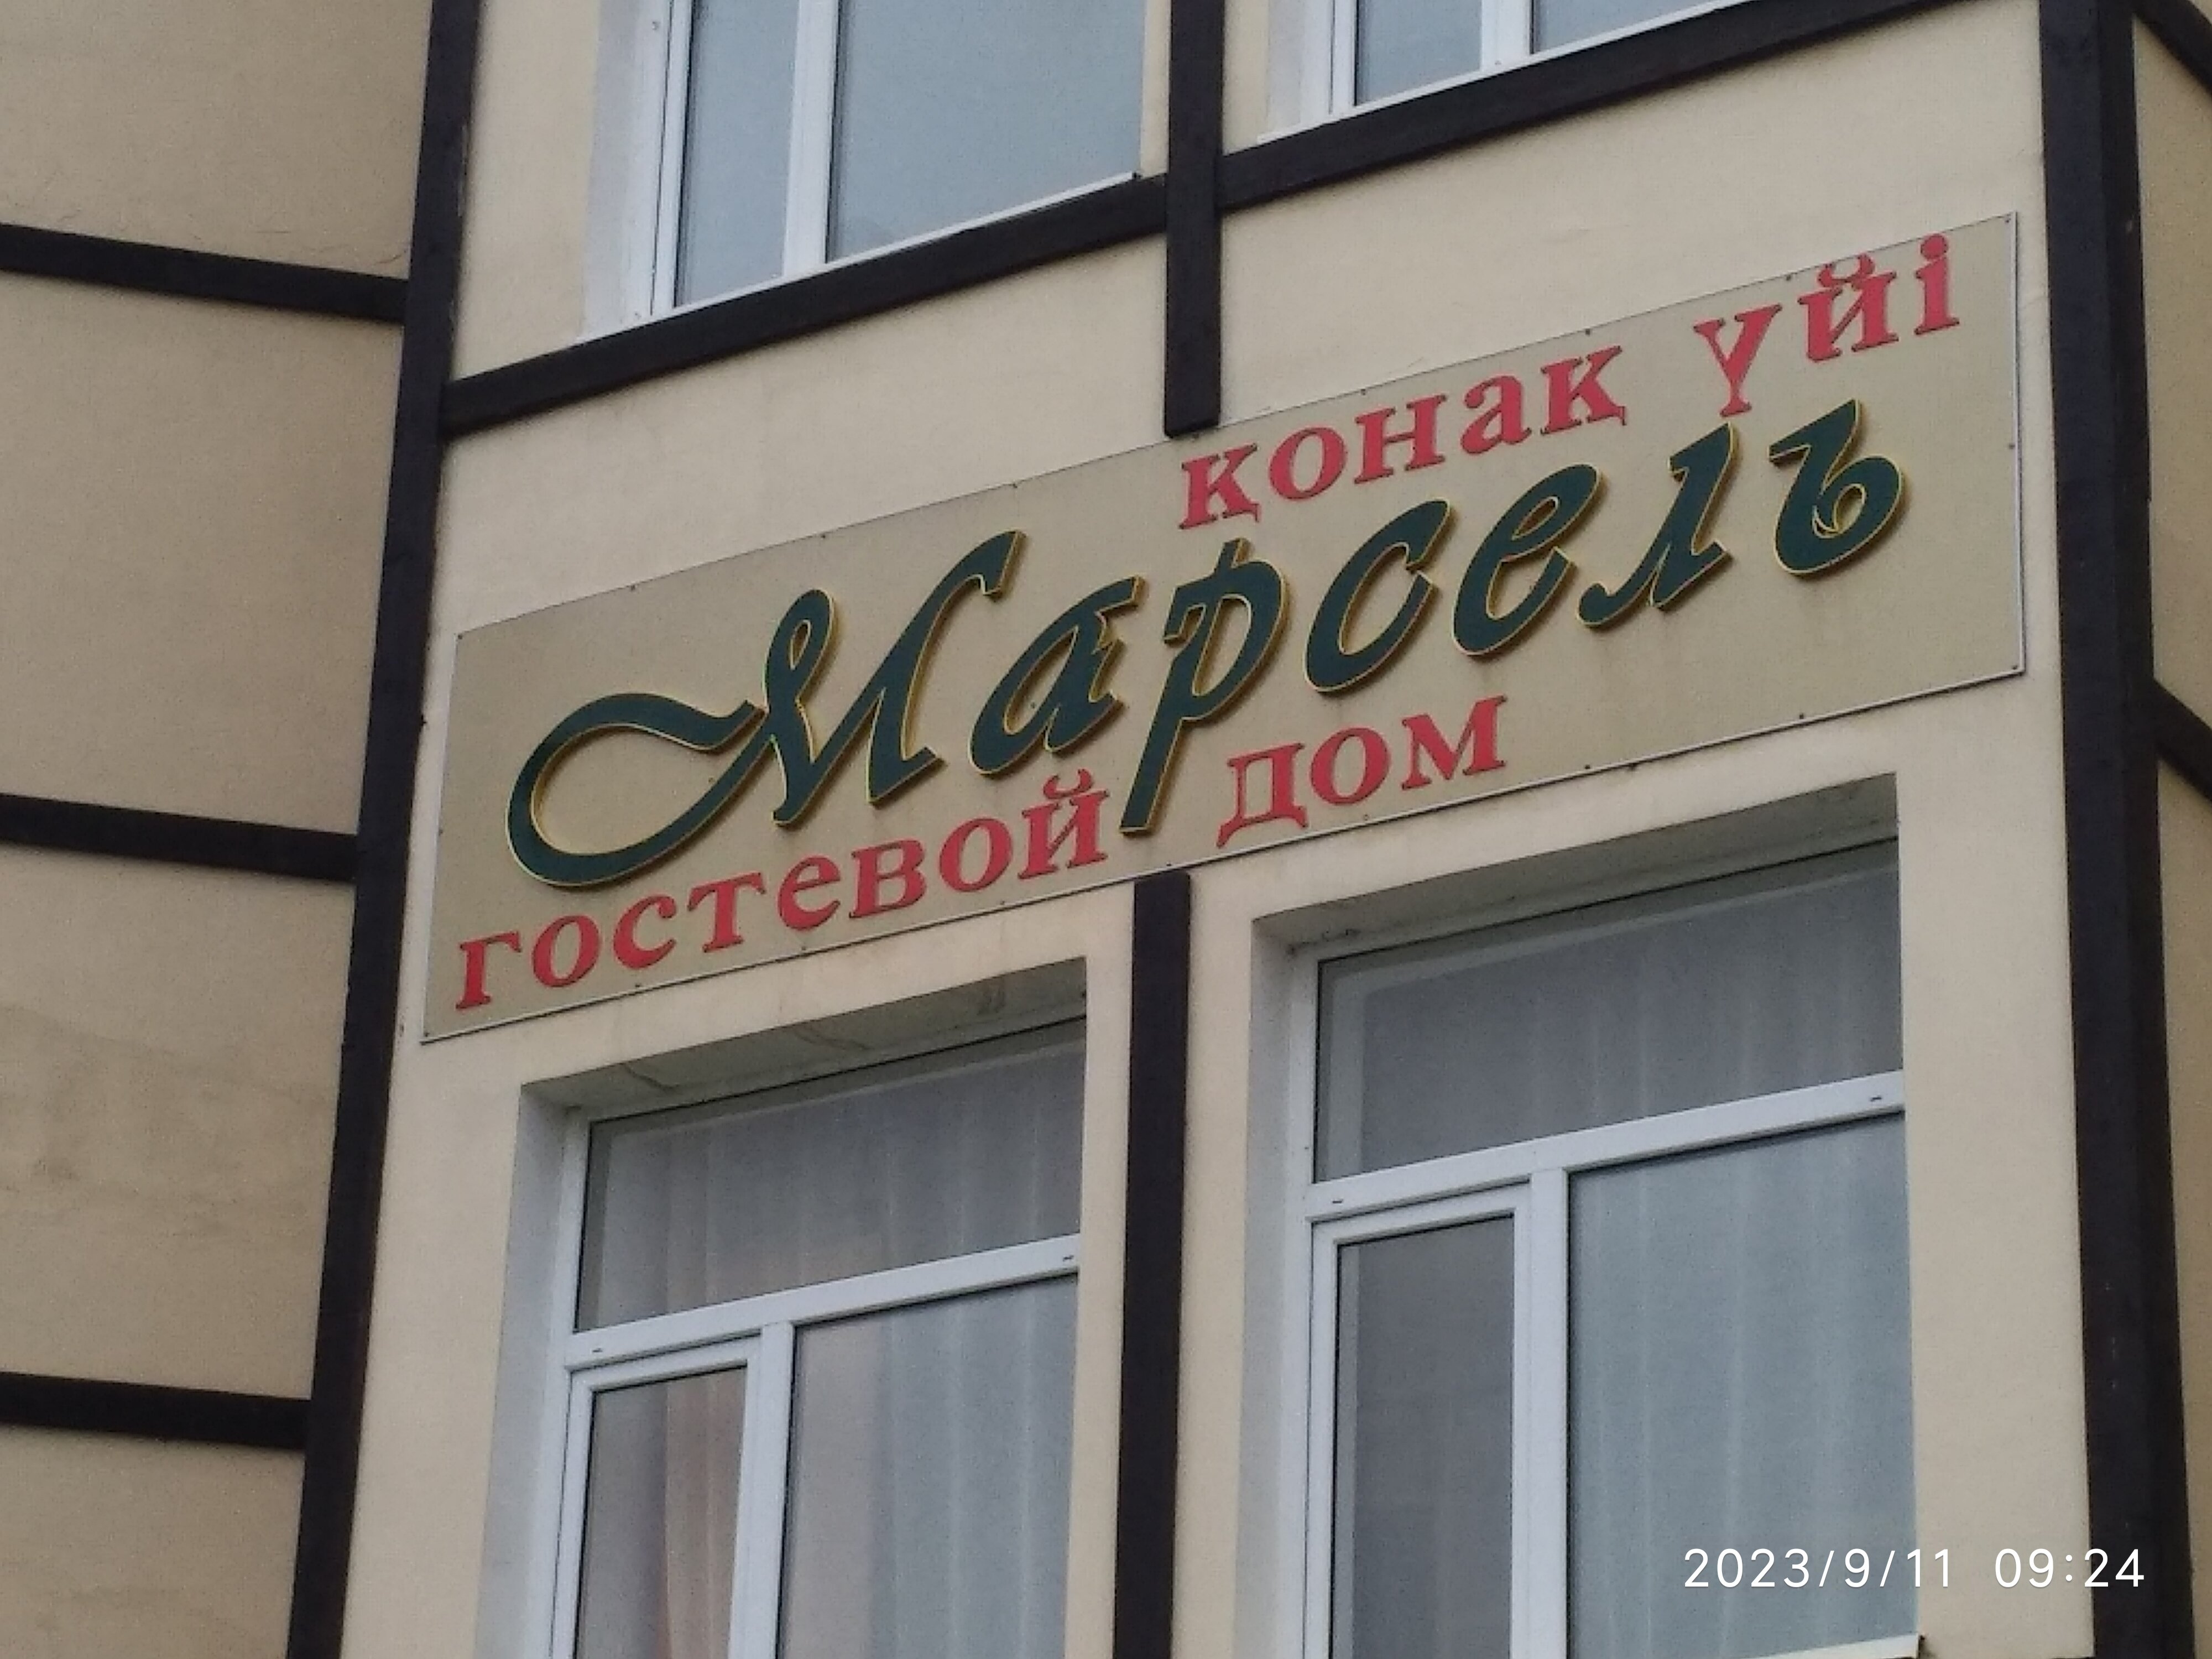 қонақ үйі
Марсель
гостевой дом
2023/9/11 09:24